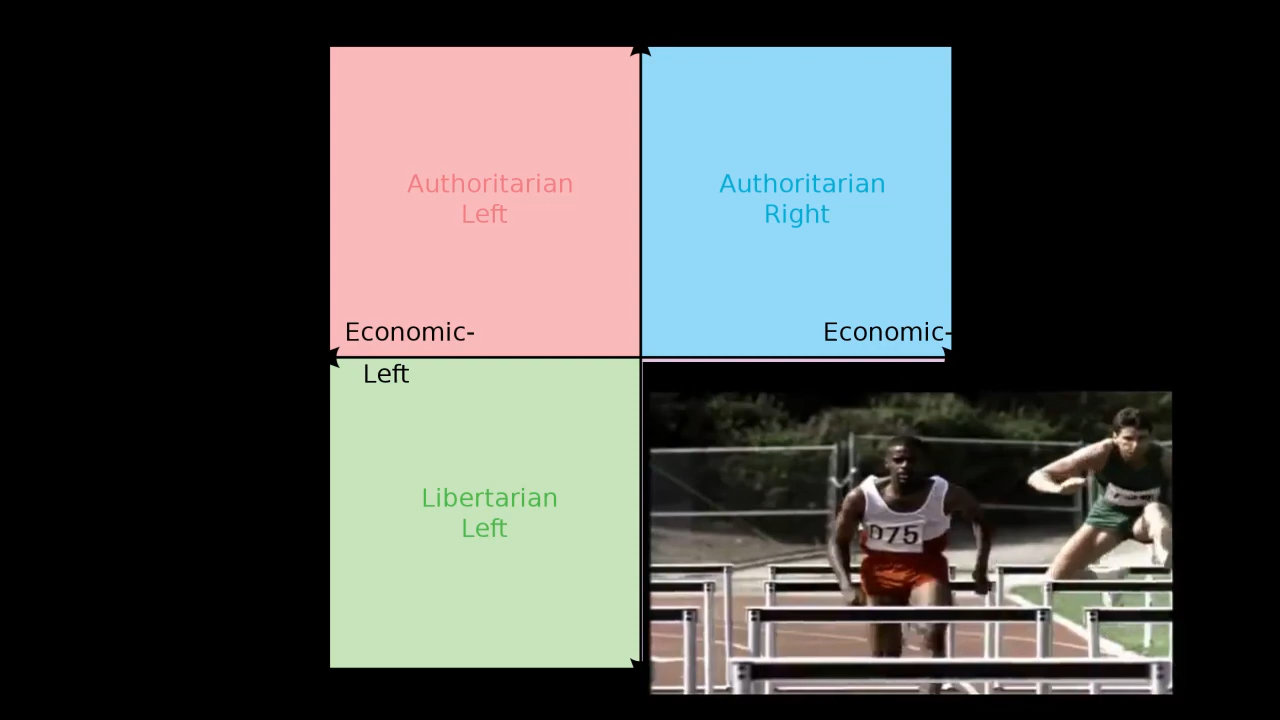 Authoritarian
Left
Authoritarian
Right
Economic-
Left
Economic-
Libertarian
Left
075